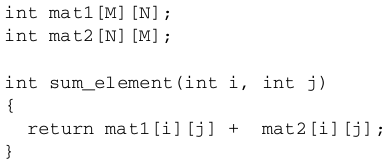 int mat1[M][N];
int mat2[N][M];

int sum_element(int i, int j)
{
  return mat1[i][j] +  mat2[i][j];
}